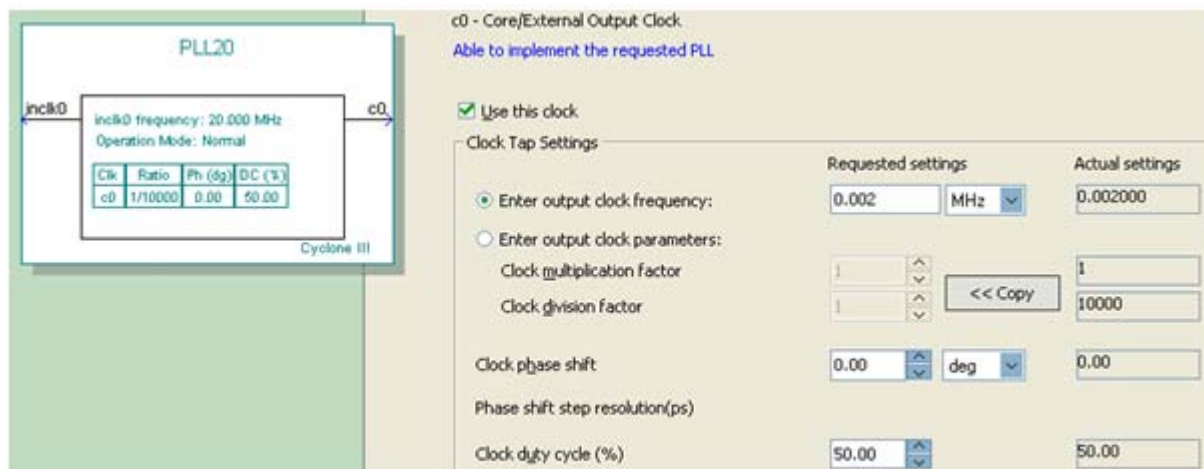 PLL20
inclk0
c0
inclk0 frequency: 20.000 MHz
Operation Mode: Normal
Clk Ratio Ph (dg) DC (%)
c0 1/10000 0.00 50.00
Cyclone III
c0 - Core/External Output Clock
Able to implement the requested PLL
Use this clock
Clock Tap Settings
Requested settings Actual settings
Enter output clock frequency: 0.002 MHz 0.002000
Enter output clock parameters:
Clock multiplication factor 1 1
<< Copy
Clock division factor 1 10000
Clock phase shift 0.00 deg 0.00
Phase shift step resolution(ps)
Clock duty cycle (%) 50.00 50.00